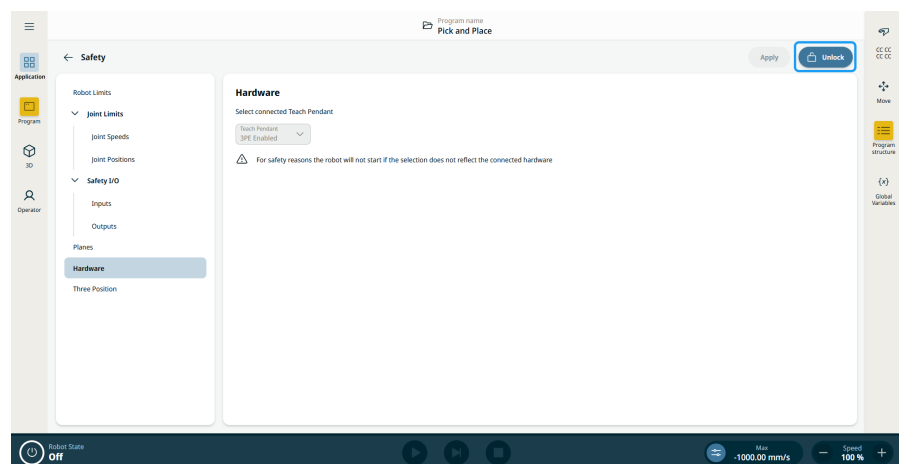 Program name
Pick and Place
Safety
Apply
Unlock
Application
Program
3D
Operator
Robot Limits
Joint Limits
Joint Speeds
Joint Positions
Safety I/O
Inputs
Outputs
Planes
Hardware
Three Position
Hardware
Select connected Teach Pendant
Teach Pendant
3PE Enabled
For safety reasons the robot will not start if the selection does not reflect the connected hardware
CC CC
CC CC
Move
Program
structure
{x}
Global
Variables
Robot State
Off
Max
-1000.00 mm/s
Speed
100 %